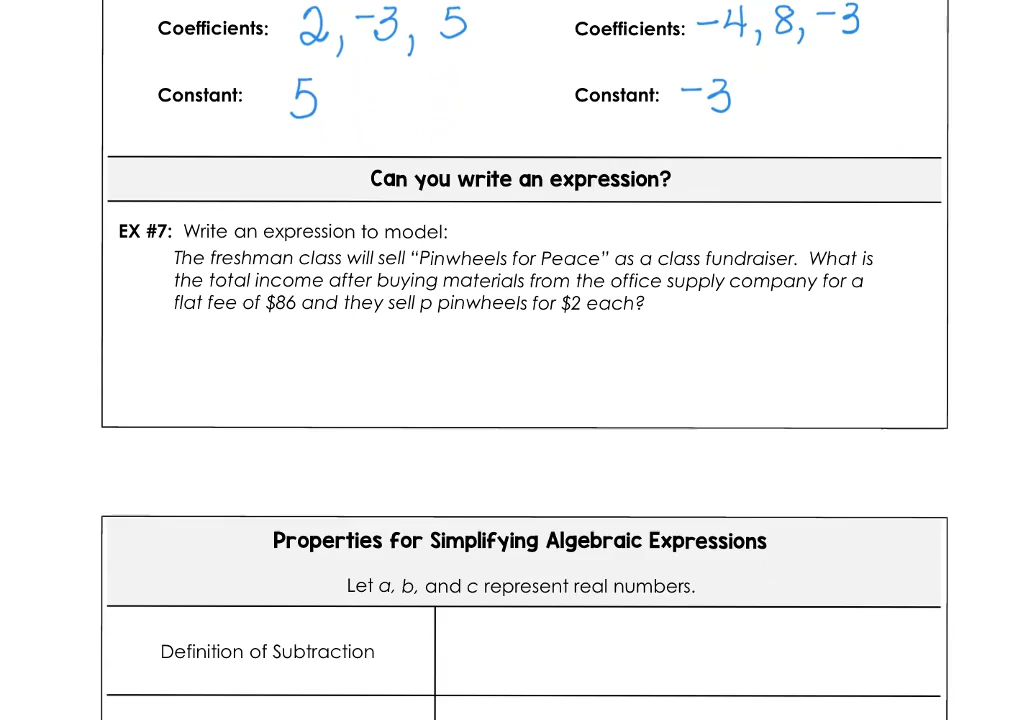 Coefficients: 2, -3, 5
Coefficients: -4, 8, -3
Constant: 5
Constant: -3
Can you write an expression?
EX #7: Write an expression to model:
The freshman class will sell “Pinwheels for Peace” as a class fundraiser. What is
the total income after buying materials from the office supply company for a
flat fee of $86 and they sell p pinwheels for $2 each?
Properties for Simplifying Algebraic Expressions
Let a, b, and c represent real numbers.
Definition of Subtraction